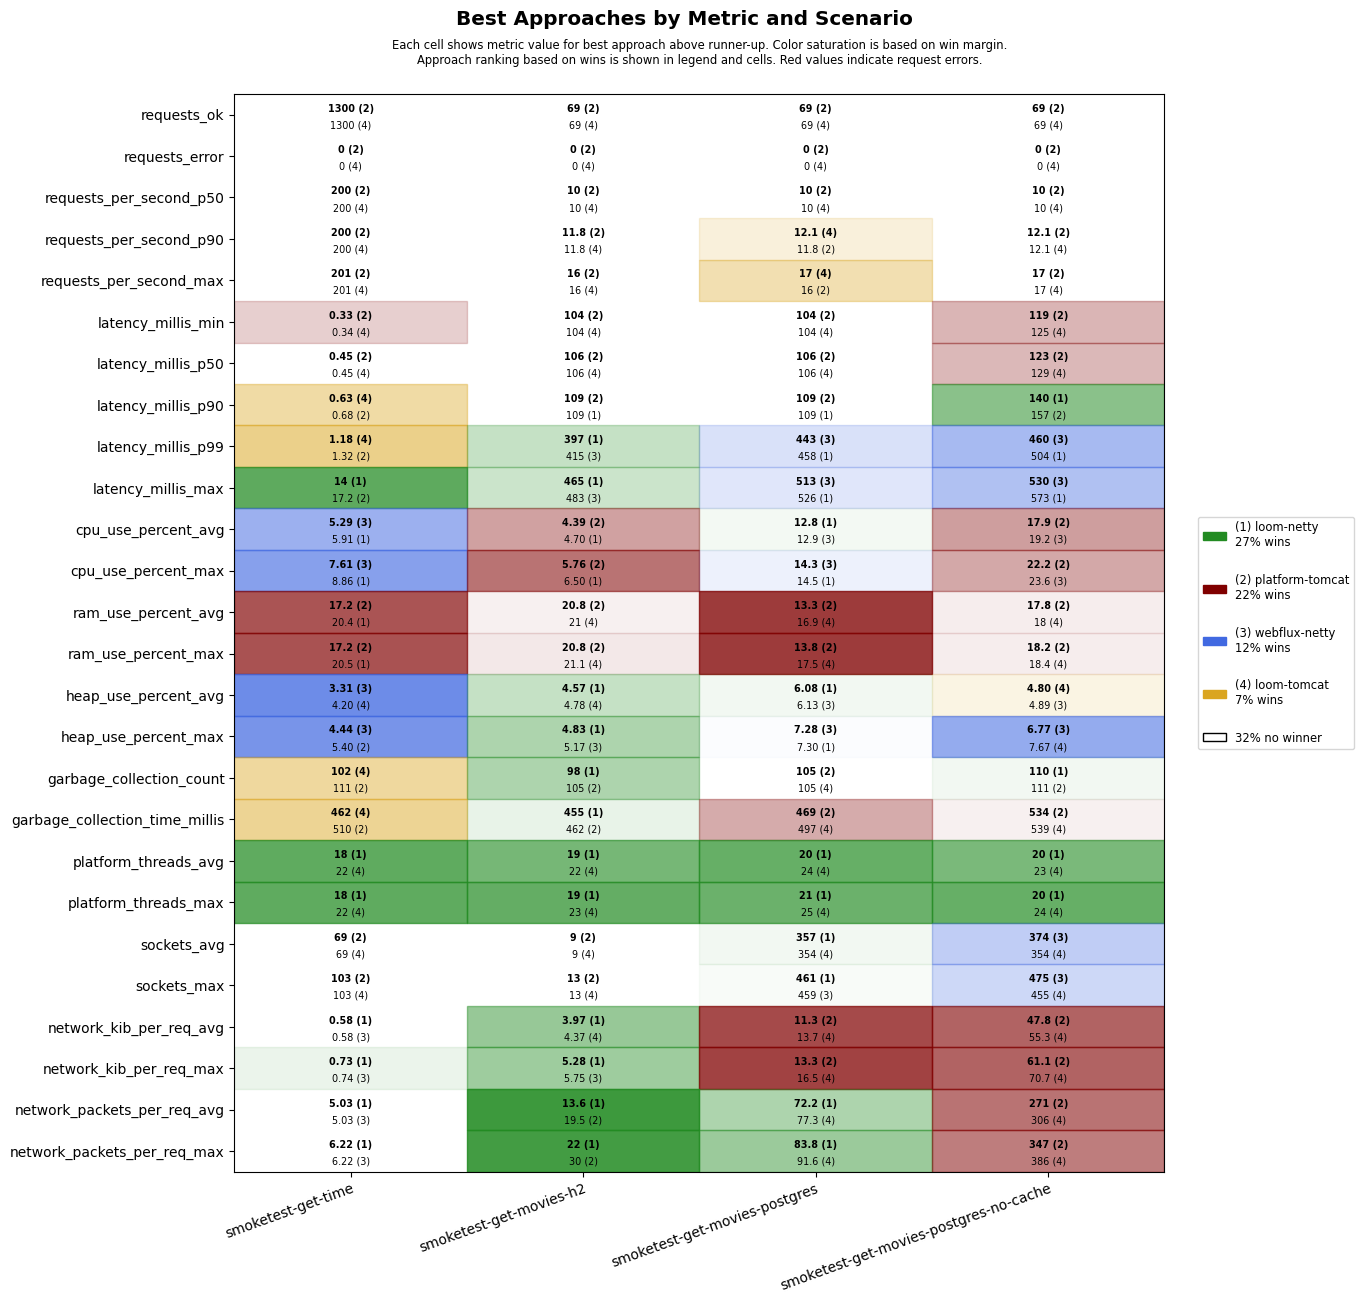 Best Approaches by Metric and Scenario
Each cell shows metric value for best approach above runner-up. Color saturation is based on win margin.
Approach ranking based on wins is shown in legend and cells. Red values indicate request errors.
requests_ok
1300 (2) 69 (2) 69 (2) 69 (2)
1300 (4) 69 (4) 69 (4) 69 (4)
requests_error
0 (2) 0 (2) 0 (2) 0 (2)
0 (4) 0 (4) 0 (4) 0 (4)
requests_per_second_p50
200 (2) 10 (2) 10 (2) 10 (2)
200 (4) 10 (4) 10 (4) 10 (4)
requests_per_second_p90
200 (2) 11.8 (2) 12.1 (4) 12.1 (2)
200 (4) 11.8 (4) 11.8 (2) 12.1 (4)
requests_per_second_max
201 (2) 16 (2) 17 (4) 17 (2)
201 (4) 16 (4) 16 (2) 17 (4)
latency_millis_min
0.33 (2) 104 (2) 104 (2) 119 (2)
0.34 (4) 104 (4) 104 (4) 125 (4)
latency_millis_p50
0.45 (2) 106 (2) 106 (2) 123 (2)
0.45 (4) 106 (4) 106 (4) 129 (4)
latency_millis_p90
0.63 (4) 109 (2) 109 (2) 140 (1)
0.68 (2) 109 (1) 109 (1) 157 (2)
latency_millis_p99
1.18 (4) 397 (1) 443 (3) 460 (3)
1.32 (2) 415 (3) 458 (1) 504 (1)
latency_millis_max
14 (1) 465 (1) 513 (3) 530 (3)
17.2 (2) 483 (3) 526 (1) 573 (1)
cpu_use_percent_avg
5.29 (3) 4.39 (2) 12.8 (1) 17.9 (2)
5.91 (1) 4.70 (1) 12.9 (3) 19.2 (3)
cpu_use_percent_max
7.61 (3) 5.76 (2) 14.3 (3) 22.2 (2)
8.86 (1) 6.50 (1) 14.5 (1) 23.6 (3)
ram_use_percent_avg
17.2 (2) 20.8 (2) 13.3 (2) 17.8 (2)
20.4 (1) 21 (4) 16.9 (4) 18 (4)
ram_use_percent_max
17.2 (2) 20.8 (2) 13.8 (2) 18.2 (2)
20.5 (1) 21.1 (4) 17.5 (4) 18.4 (4)
heap_use_percent_avg
3.31 (3) 4.57 (1) 6.08 (1) 4.80 (4)
4.20 (4) 4.78 (4) 6.13 (3) 4.89 (3)
heap_use_percent_max
4.44 (3) 4.83 (1) 7.28 (3) 6.77 (3)
5.40 (2) 5.17 (3) 7.30 (1) 7.67 (4)
garbage_collection_count
102 (4) 98 (1) 105 (2) 110 (1)
111 (2) 105 (2) 105 (4) 111 (2)
garbage_collection_time_millis
462 (4) 455 (1) 469 (2) 534 (2)
510 (2) 462 (2) 497 (4) 539 (4)
platform_threads_avg
18 (1) 19 (1) 20 (1) 20 (1)
22 (4) 22 (4) 24 (4) 23 (4)
platform_threads_max
18 (1) 19 (1) 21 (1) 20 (1)
22 (4) 23 (4) 25 (4) 24 (4)
sockets_avg
69 (2) 9 (2) 357 (1) 374 (3)
69 (4) 9 (4) 354 (4) 354 (4)
sockets_max
103 (2) 13 (2) 461 (1) 475 (3)
103 (4) 13 (4) 459 (3) 455 (4)
network_kib_per_req_avg
0.58 (1) 3.97 (1) 11.3 (2) 47.8 (2)
0.58 (3) 4.37 (4) 13.7 (4) 55.3 (4)
network_kib_per_req_max
0.73 (1) 5.28 (1) 13.3 (2) 61.1 (2)
0.74 (3) 5.75 (3) 16.5 (4) 70.7 (4)
network_packets_per_req_avg
5.03 (1) 13.6 (1) 72.2 (1) 271 (2)
5.03 (3) 19.5 (2) 77.3 (4) 306 (4)
network_packets_per_req_max
6.22 (1) 22 (1) 83.8 (1) 347 (2)
6.22 (3) 30 (2) 91.6 (4) 386 (4)
smoketest-get-time
smoketest-get-movies-h2
smoketest-get-movies-postgres
smoketest-get-movies-postgres-no-cache
(1) loom-netty
27% wins
(2) platform-tomcat
22% wins
(3) webflux-netty
12% wins
(4) loom-tomcat
7% wins
32% no winner